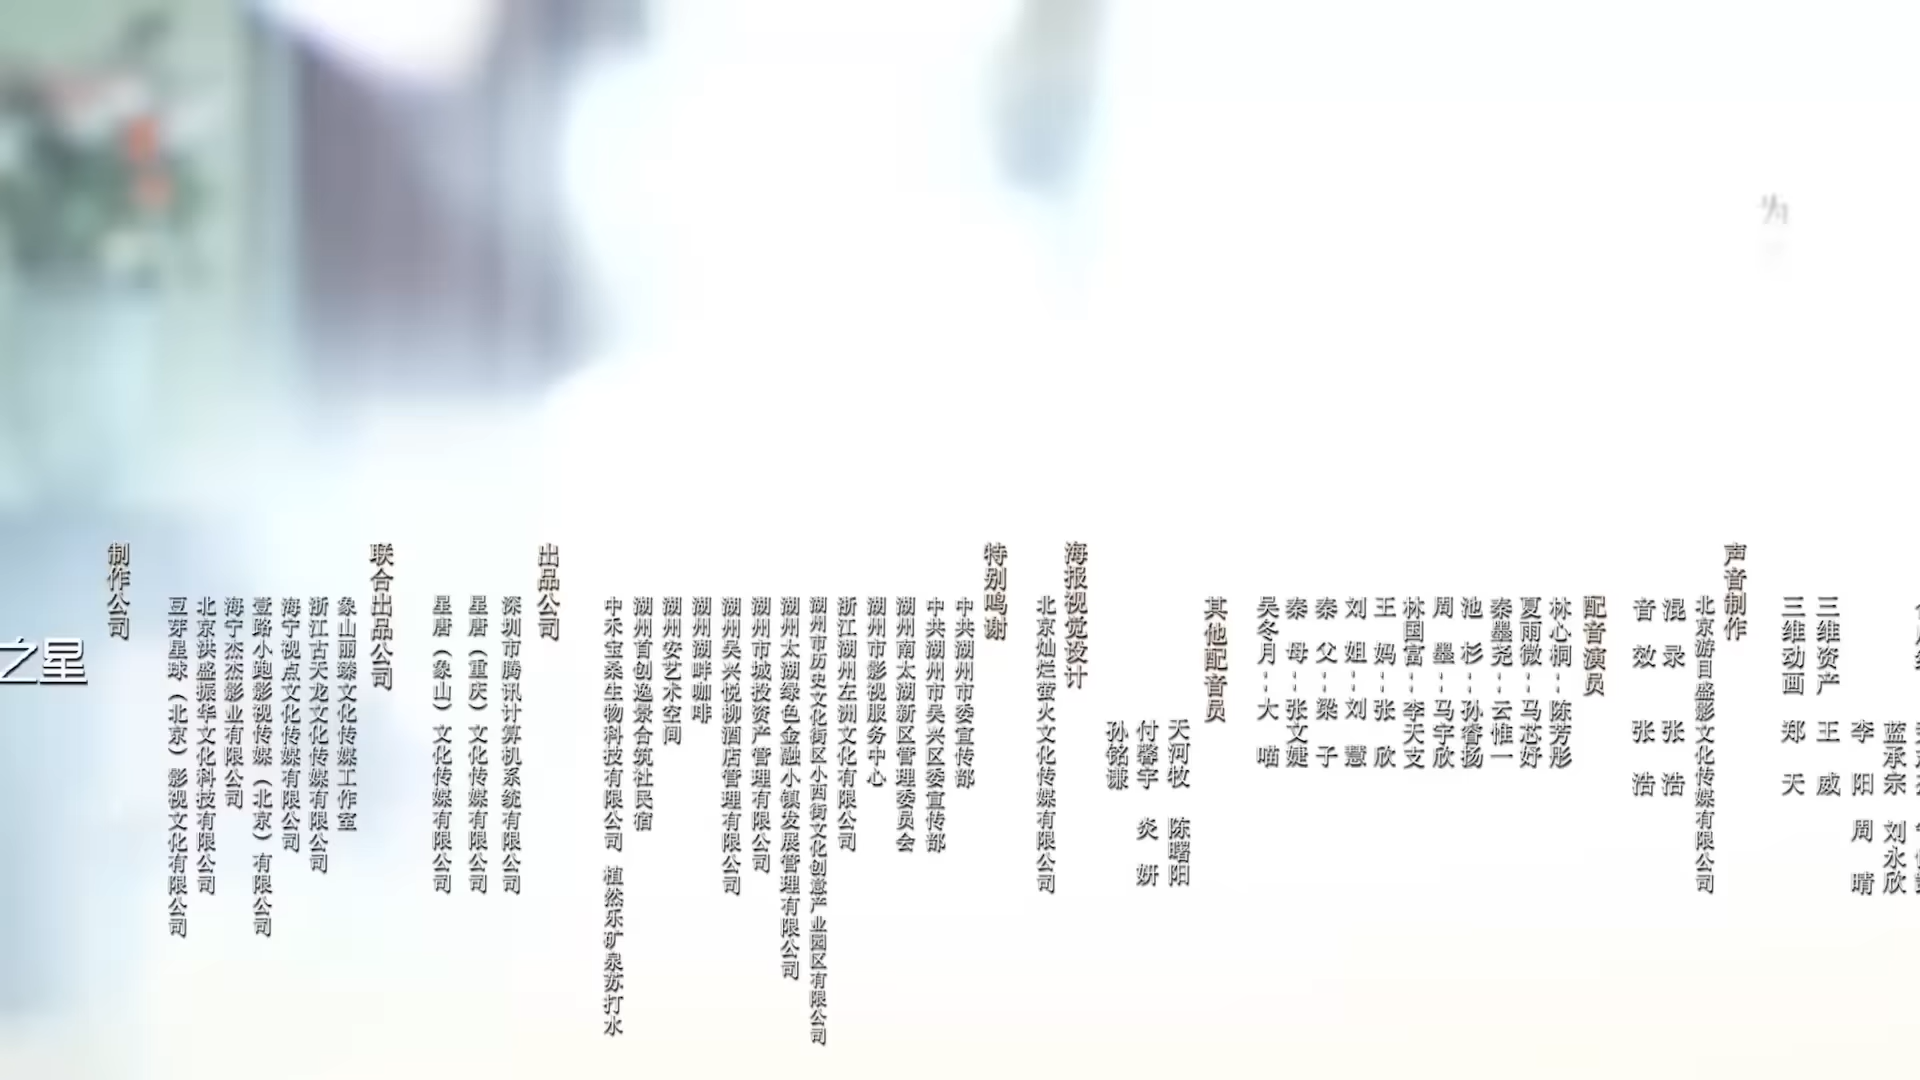 三维资产 王威
三维动画 郑天
李阳 周晴
蓝承宗 刘永欣
声音制作
北京游目盛影文化传媒有限公司
混录 张浩
音效 张浩
配音演员
林心桐：陈芳彤
夏雨微：马芯妤
秦墨尧：云惟一
池杉：孙睿扬
周墨：马宇欣
林国富：李天支
王妈：张欣
刘姐：刘慧
秦父：梁子
秦母：张文婕
吴冬月：大喵
其他配音员
天河牧 陈曙阳
付馨宇 炎妍
孙铭谦
海报视觉设计
北京灿烂萤火文化传媒有限公司
特别鸣谢
中共湖州市委宣传部
中共湖州市吴兴区委宣传部
湖州南太湖新区管理委员会
湖州市影视服务中心
浙江湖州左洲文化有限公司
湖州市历史文化街区小西街文化创意产业园区有限公司
湖州太湖绿色金融小镇发展管理有限公司
湖州市城投资产管理有限公司
湖州吴兴悦柳酒店管理有限公司
湖州湖畔咖啡
湖州安艺术空间
湖州首创逸景合筑社民宿
中禾宝桑生物科技有限公司 植然乐矿泉苏打水
出品公司
深圳市腾讯计算机系统有限公司
星唐（重庆）文化传媒有限公司
星唐（象山）文化传媒有限公司
联合出品公司
象山丽臻文化传媒工作室
浙江古天龙文化传媒有限公司
海宁视点文化传媒有限公司
壹路小跑影视传媒（北京）有限公司
海宁杰杰影业有限公司
北京洪盛振华文化科技有限公司
豆芽星球（北京）影视文化有限公司
制作公司
之星
为